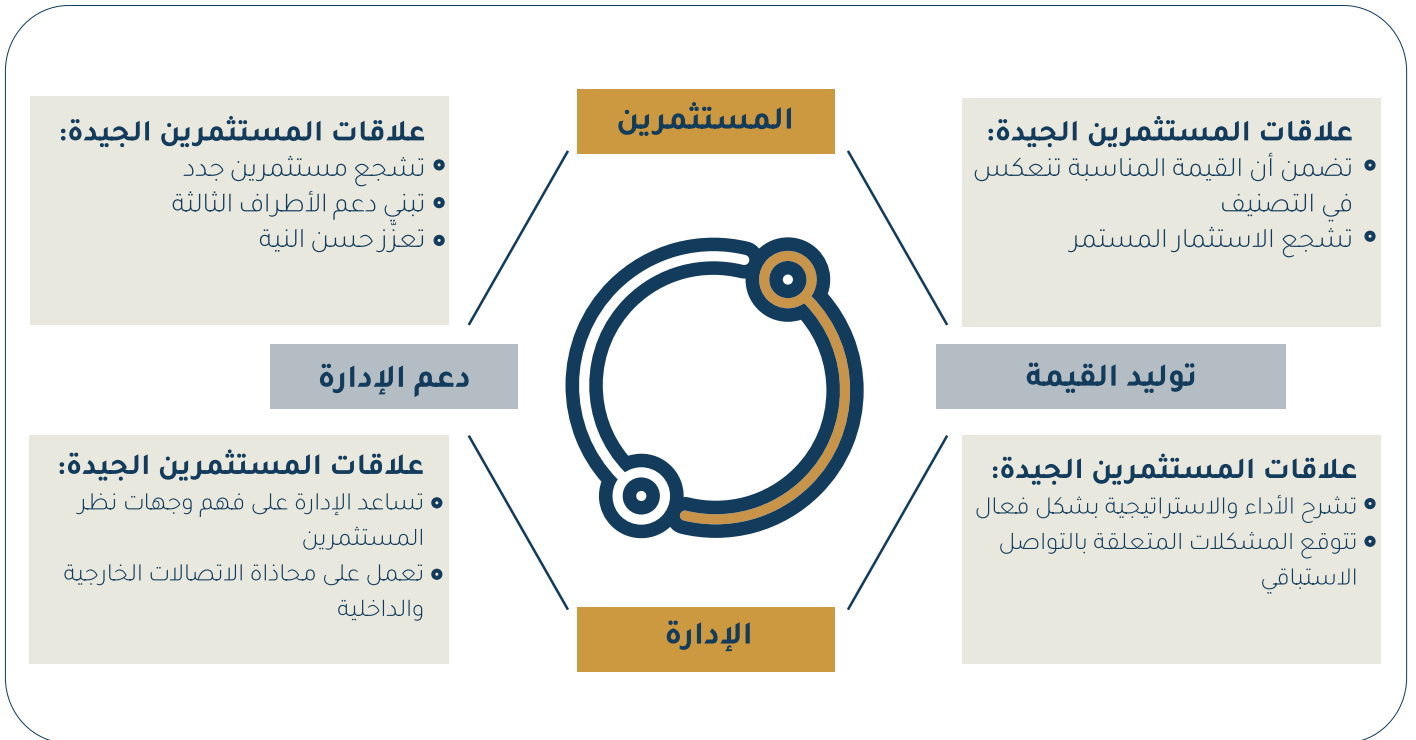 المستثمرين
علاقات المستثمرين الجيدة:
تضمن أن القيمة المناسبة تنعكس
في التصنيف
تشجع الاستثمار المستمر
علاقات المستثمرين الجيدة:
تشجع مستثمرين جدد
تبني دعم الأطراف الثالثة
تعزّز حسن النية
توليد القيمة
دعم الإدارة
علاقات المستثمرين الجيدة:
تشرح الأداء والاستراتيجية بشكل فعال
تتوقع المشكلات المتعلقة بالتواصل
الاستباقي
علاقات المستثمرين الجيدة:
تساعد الإدارة على فهم وجهات نظر
المستثمرين
تعمل على محاذاة الاتصالات الخارجية
والداخلية
الإدارة